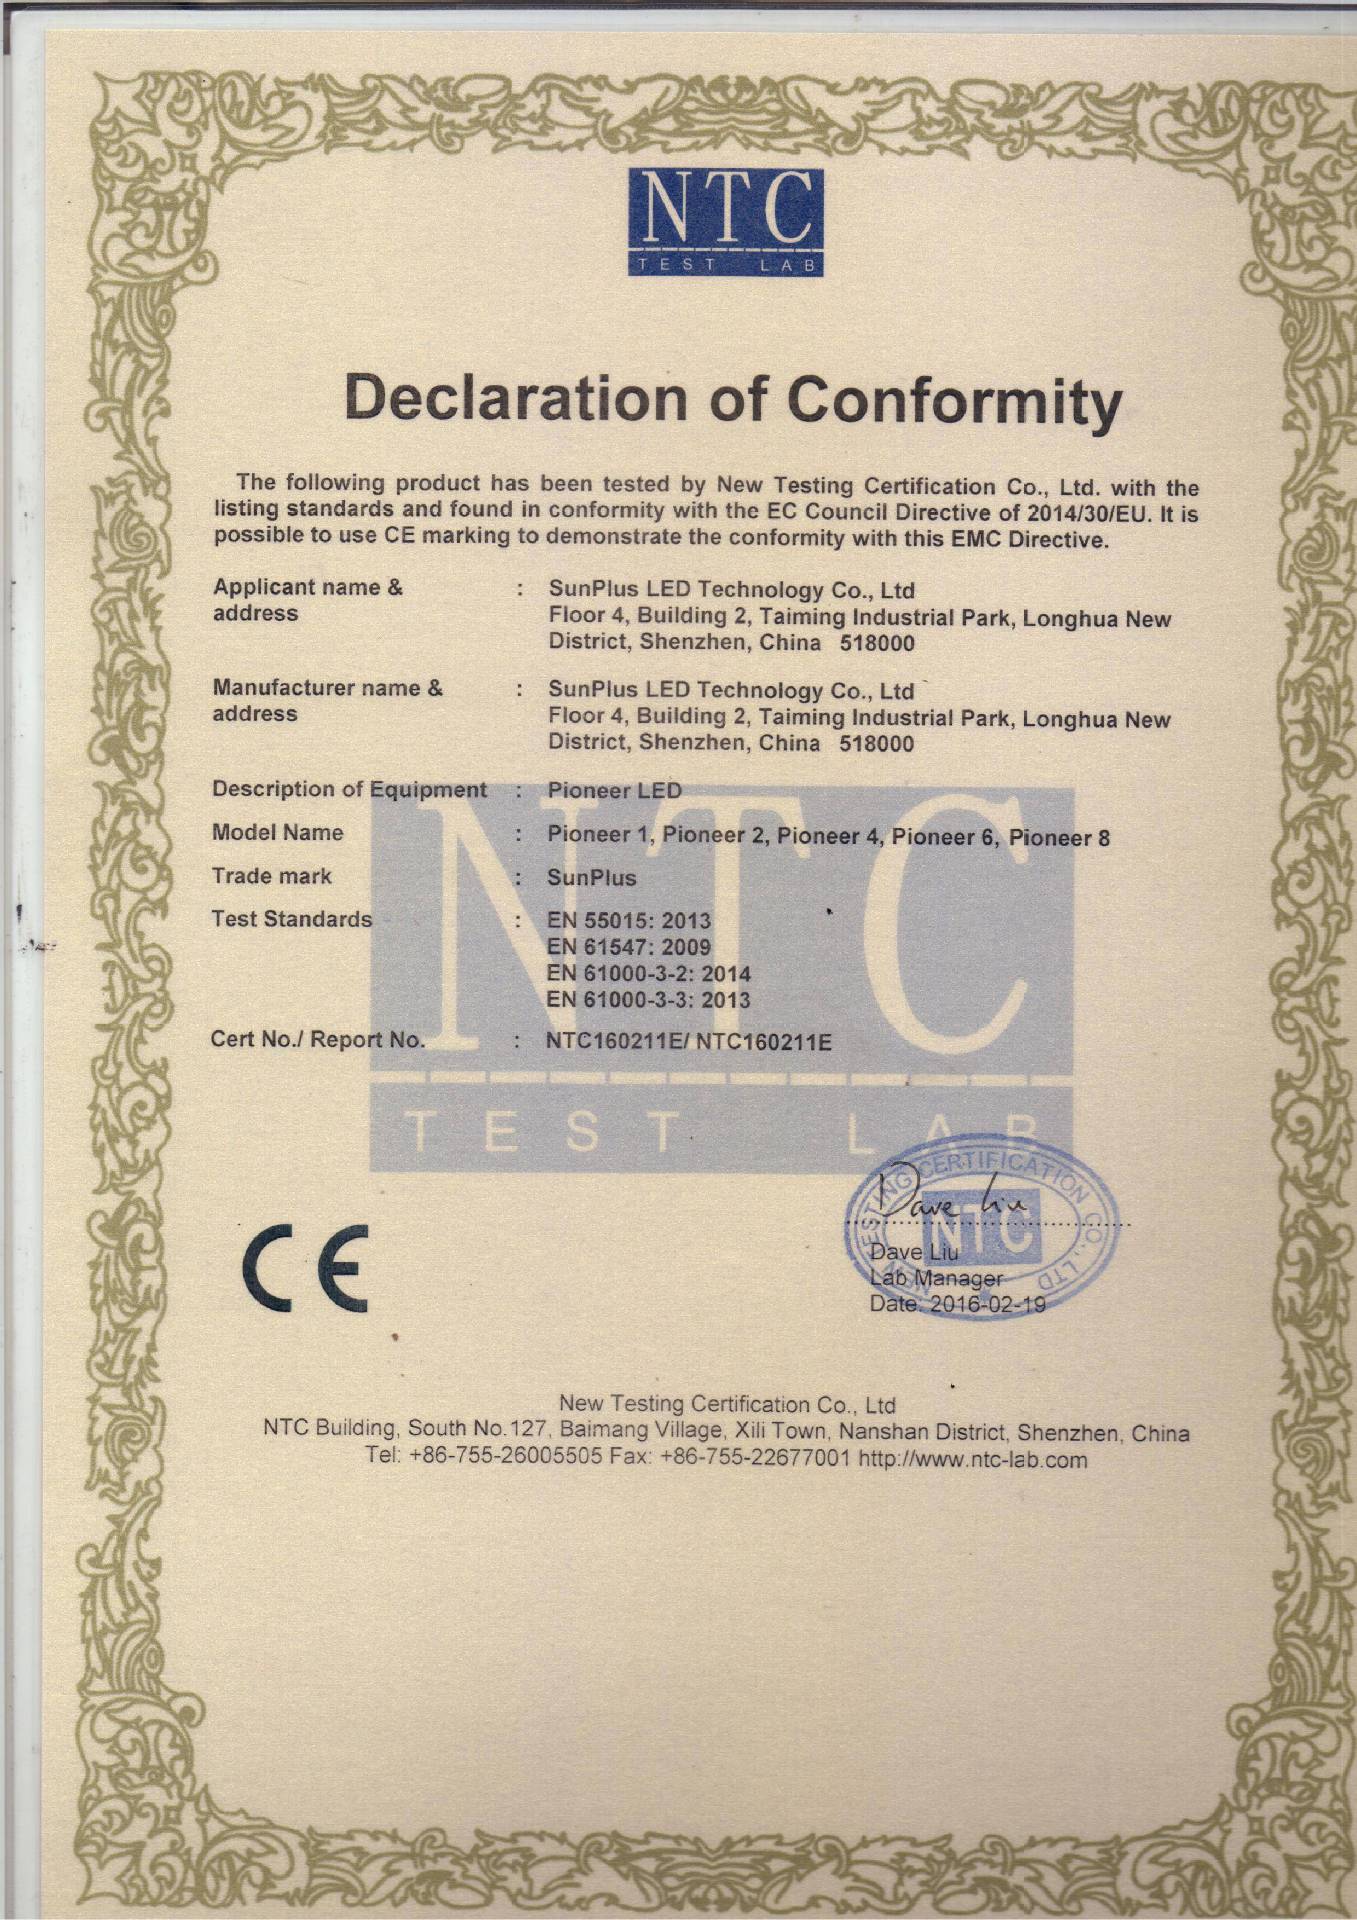 NTC
TEST LAB
Declaration of Conformity
The following product has been tested by New Testing Certification Co., Ltd. with the
listing standards and found in conformity with the EC Council Directive of 2014/30/EU. It is
possible to use CE marking to demonstrate the conformity with this EMC Directive.
Applicant name & : SunPlus LED Technology Co., Ltd
address Floor 4, Building 2, Taiming Industrial Park, Longhua New
District, Shenzhen, China 518000
Manufacturer name & : SunPlus LED Technology Co., Ltd
address Floor 4, Building 2, Taiming Industrial Park, Longhua New
District, Shenzhen, China 518000
Description of Equipment : Pioneer LED
Model Name : Pioneer 1, Pioneer 2, Pioneer 4, Pioneer 6, Pioneer 8
Trade mark : SunPlus
Test Standards : EN 55015: 2013
EN 61547: 2009
EN 61000-3-2: 2014
EN 61000-3-3: 2013
Cert No./ Report No. : NTC160211E/ NTC160211E
NTC
TEST LAB
NEW TESTING CERTIFICATION CO., LTD
NTC
Dave Liu
Dave Liu
Lab Manager
Date: 2016-02-19
CE
New Testing Certification Co., Ltd
NTC Building, South No.127, Baimang Village, Xili Town, Nanshan District, Shenzhen, China
Tel: +86-755-26005505 Fax: +86-755-22677001 http://www.ntc-lab.com